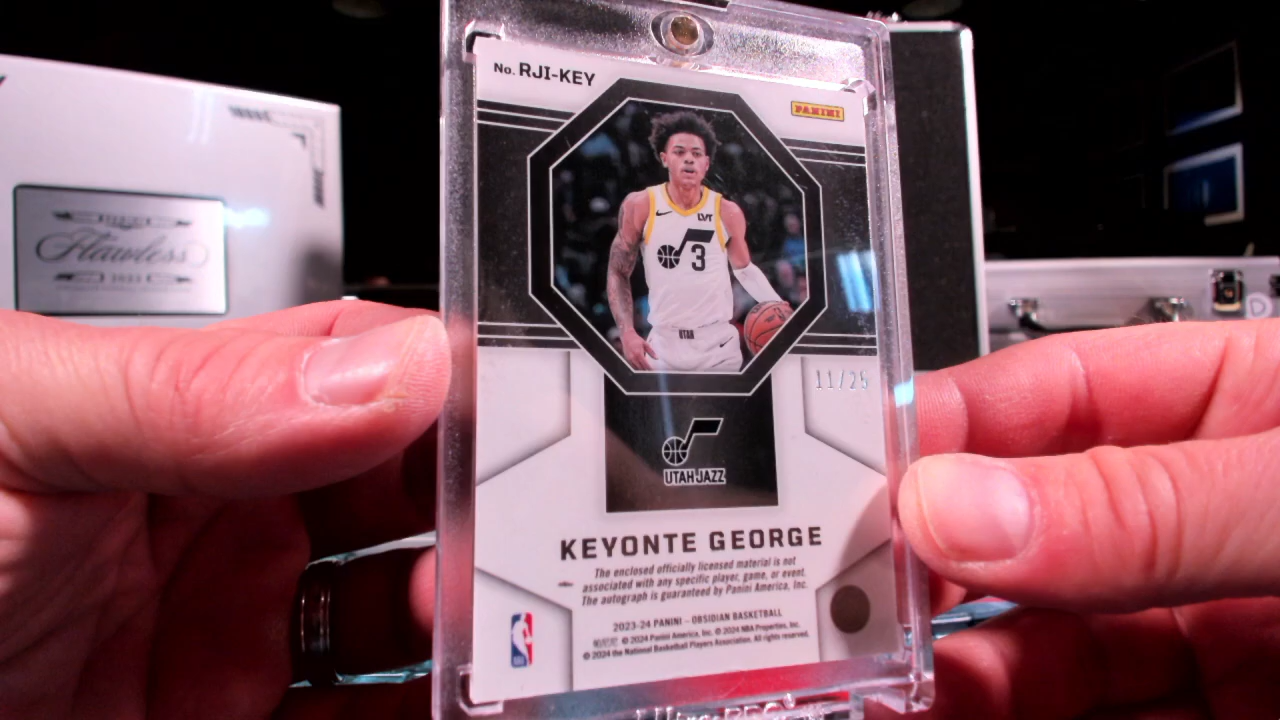 No. RJI-KEY
PANINI
LVT
3
UTAH
11/25
UTAH JAZZ
KEYONTE GEORGE
The enclosed officially licensed material is not
associated with any specific player, game, or event.
The autograph is guaranteed by Panini America, Inc.
2023-24 PANINI – OBSIDIAN BASKETBALL
© 2024 Panini America, Inc. © 2024 NBA Properties, Inc.
© 2024 the National Basketball Players Association. All rights reserved.
Flawless
2023
D